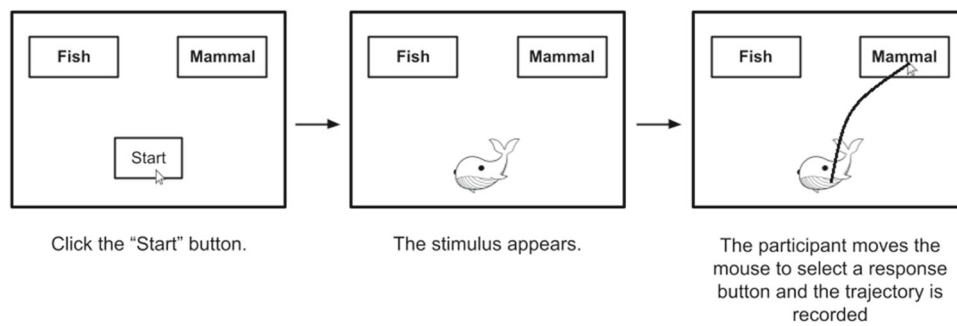 Fish Mammal
Start
Click the “Start” button.
Fish Mammal
The stimulus appears.
Fish Mammal
The participant moves the
mouse to select a response
button and the trajectory is
recorded